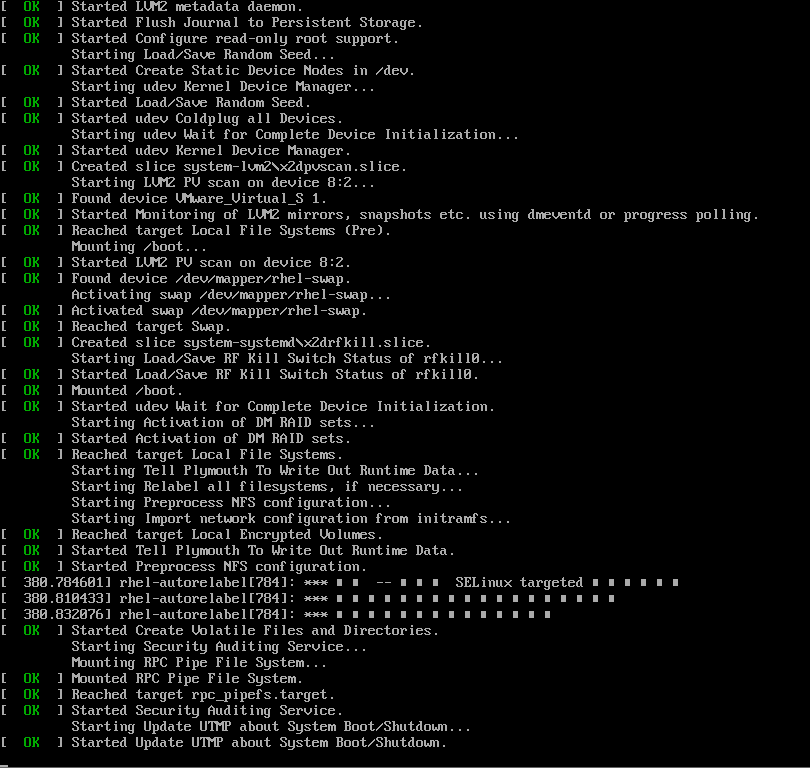 [  OK  ] Started LVM2 metadata daemon.
[  OK  ] Started Flush Journal to Persistent Storage.
[  OK  ] Started Configure read-only root support.
Starting Load/Save Random Seed...
[  OK  ] Started Create Static Device Nodes in /dev.
Starting udev Kernel Device Manager...
[  OK  ] Started Load/Save Random Seed.
[  OK  ] Started udev Coldplug all Devices.
Starting udev Wait for Complete Device Initialization...
[  OK  ] Started udev Kernel Device Manager.
[  OK  ] Created slice system-lvm2\x2dpvscan.slice.
Starting LVM2 PV scan on device 8:2...
[  OK  ] Found device VMware_Virtual_S 1.
[  OK  ] Started Monitoring of LVM2 mirrors, snapshots etc. using dmeventd or progress polling.
[  OK  ] Reached target Local File Systems (Pre).
Mounting /boot...
[  OK  ] Started LVM2 PV scan on device 8:2.
[  OK  ] Found device /dev/mapper/rhel-swap.
Activating swap /dev/mapper/rhel-swap...
[  OK  ] Activated swap /dev/mapper/rhel-swap.
[  OK  ] Reached target Swap.
[  OK  ] Created slice system-systemd\x2drfkill.slice.
Starting Load/Save RF Kill Switch Status of rfkill0...
[  OK  ] Started Load/Save RF Kill Switch Status of rfkill0.
[  OK  ] Mounted /boot.
[  OK  ] Started udev Wait for Complete Device Initialization.
Starting Activation of DM RAID sets...
[  OK  ] Started Activation of DM RAID sets.
[  OK  ] Reached target Local File Systems.
Starting Tell Plymouth To Write Out Runtime Data...
Starting Relabel all filesystems, if necessary...
Starting Preprocess NFS configuration...
Starting Import network configuration from initramfs...
[  OK  ] Reached target Local Encrypted Volumes.
[  OK  ] Started Tell Plymouth To Write Out Runtime Data.
[  OK  ] Started Preprocess NFS configuration.
[  380.784601] rhel-autorelabel[784]: *** -- SELinux targeted
[  380.810433] rhel-autorelabel[784]: ***
[  380.832076] rhel-autorelabel[784]: ***
[  OK  ] Started Create Volatile Files and Directories.
Starting Security Auditing Service...
Mounting RPC Pipe File System...
[  OK  ] Mounted RPC Pipe File System.
[  OK  ] Reached target rpc_pipefs.target.
[  OK  ] Started Security Auditing Service.
Starting Update UTMP about System Boot/Shutdown...
[  OK  ] Started Update UTMP about System Boot/Shutdown.